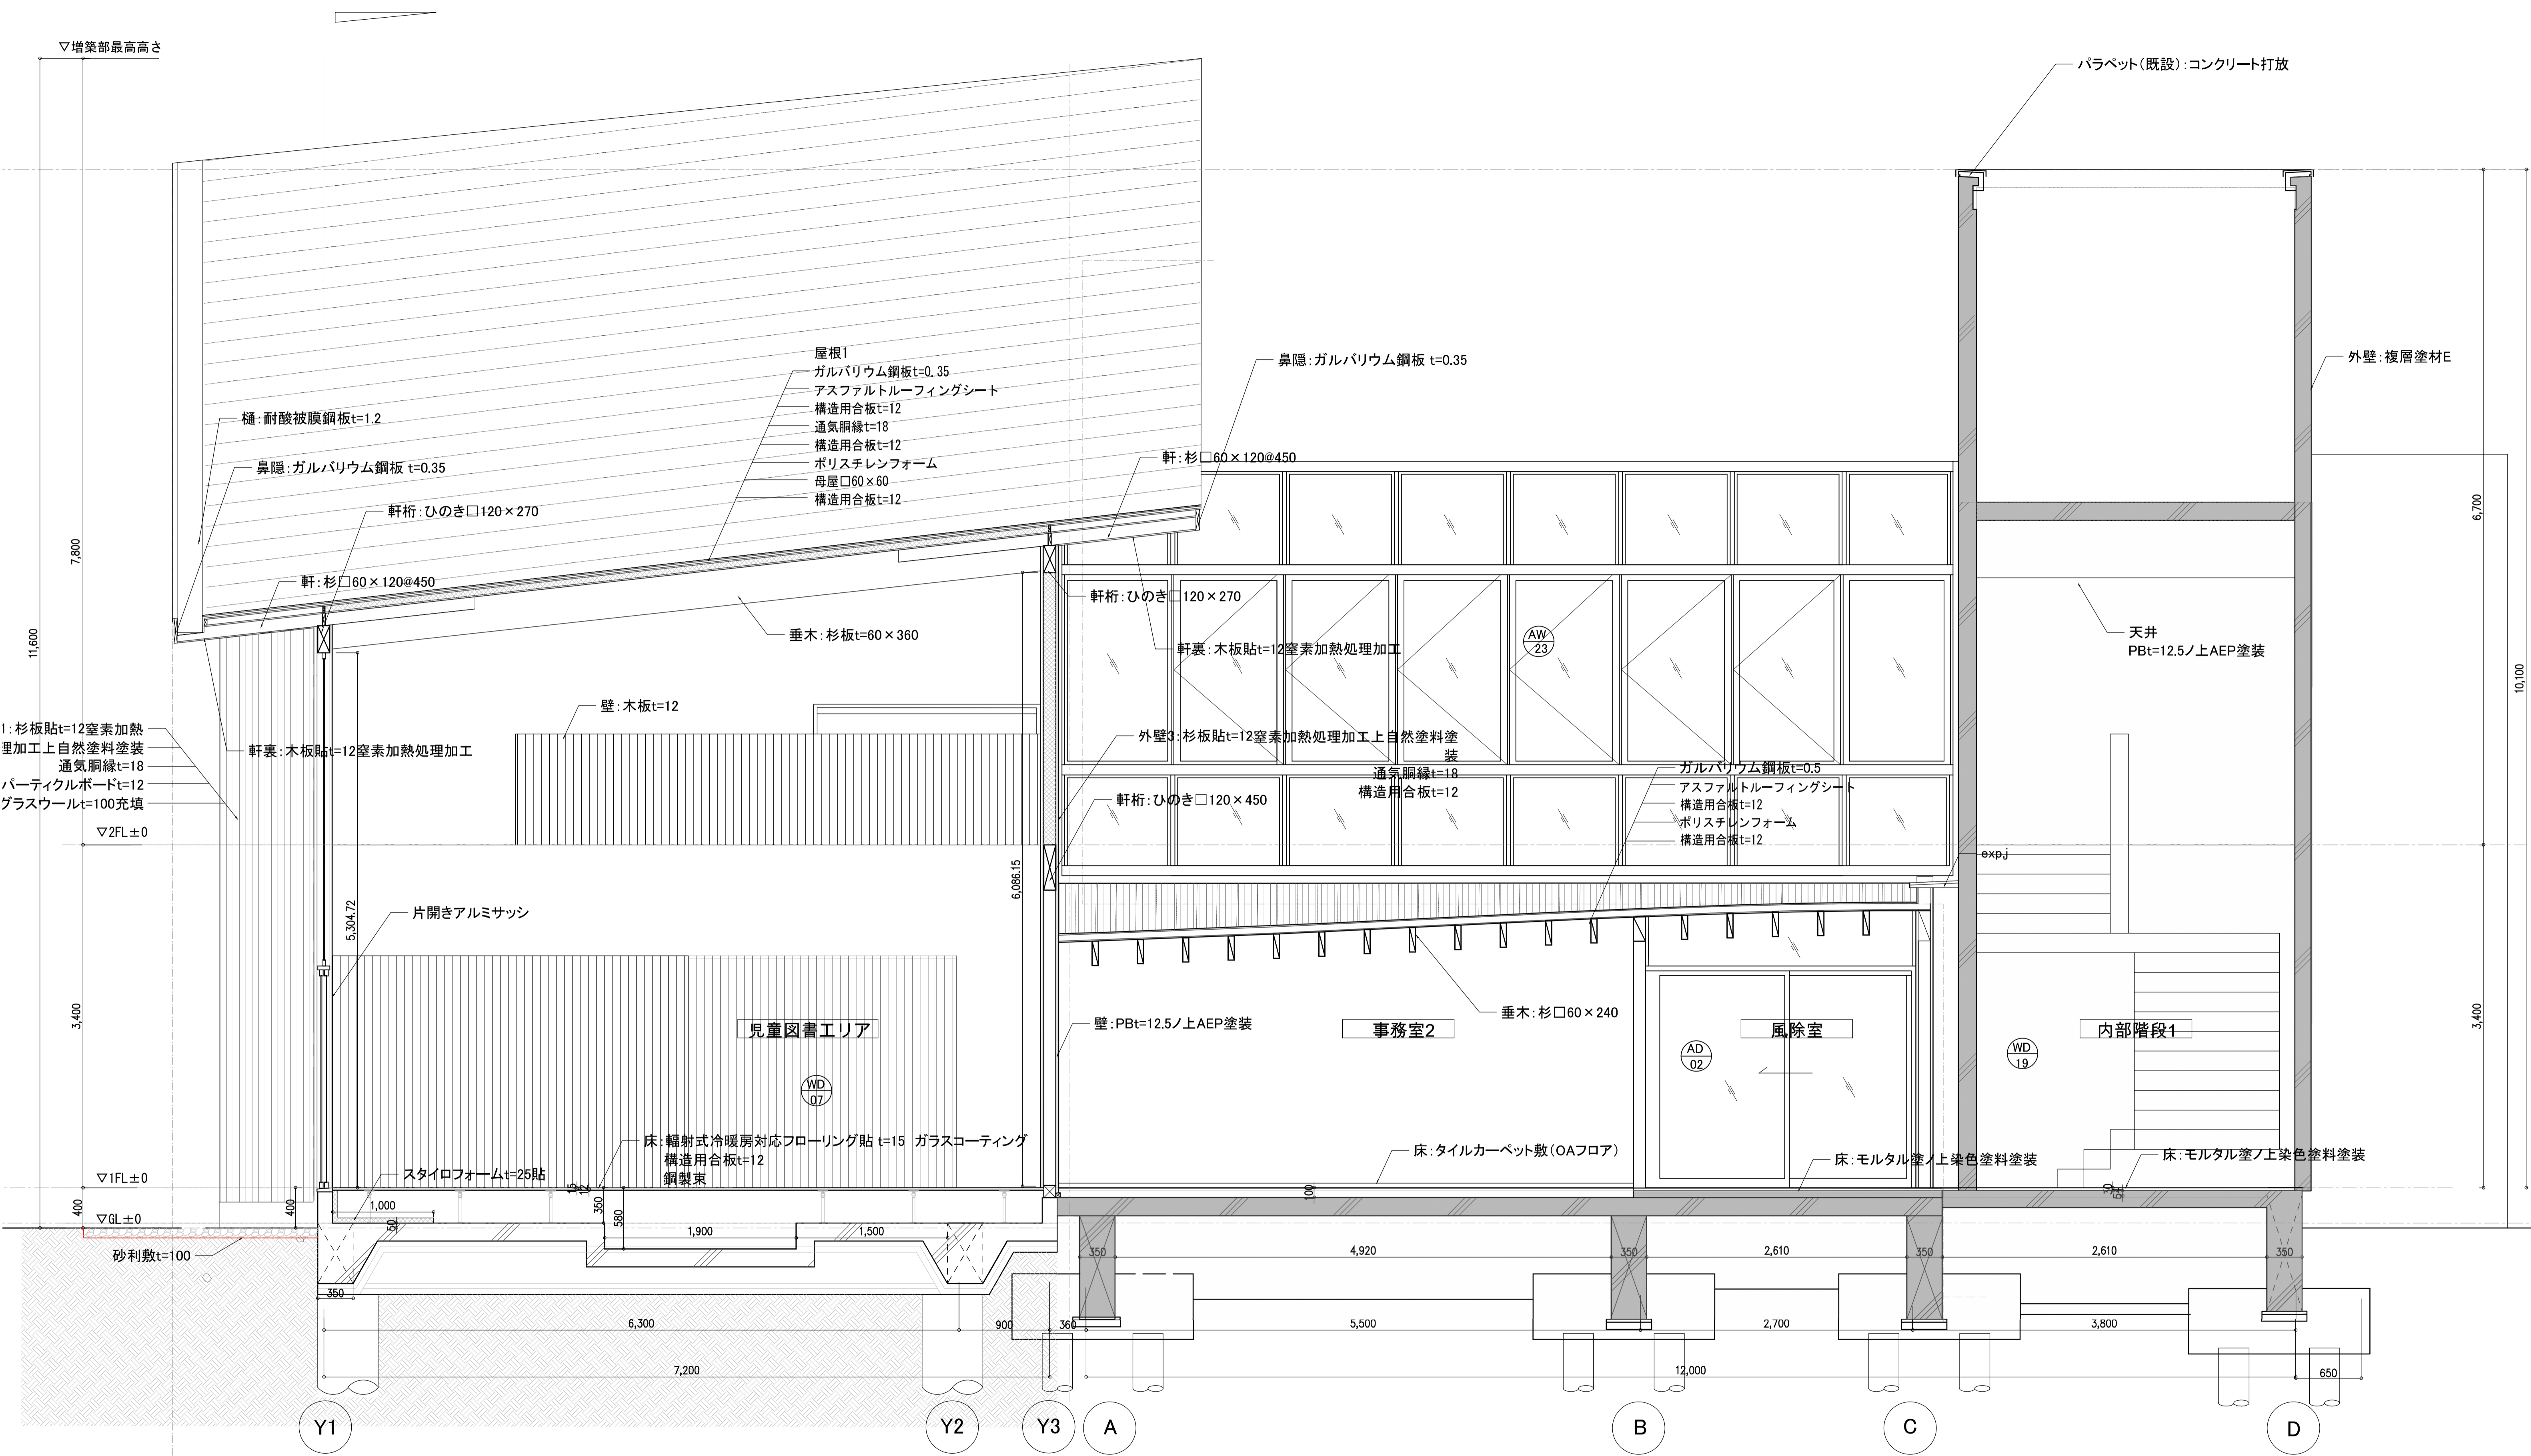 ▽増築部最高高さ
パラペット(既設):コンクリート打放
屋根1
ガルバリウム鋼板t=0.35
アスファルトルーフィングシート
構造用合板t=12
通気胴縁t=18
構造用合板t=12
ポリスチレンフォーム
母屋□60×60
構造用合板t=12
鼻隠:ガルバリウム鋼板 t=0.35
外壁:複層塗材E
樋:耐酸被膜鋼板t=1.2
鼻隠:ガルバリウム鋼板 t=0.35
軒:杉□60×120@450
軒桁:ひのき□120×270
7,800
6,700
軒:杉□60×120@450
軒桁:ひのき□120×270
11,600
垂木:杉板t=60×360
軒裏:木板貼t=12窒素加熱処理加工
AW
23
天井
PBt=12.5ノ上AEP塗装
10,100
壁:木板t=12
:杉板貼t=12窒素加熱
理加工上自然塗料塗装
通気胴縁t=18
パーティクルボードt=12
グラスウールt=100充填
軒裏:木板貼t=12窒素加熱処理加工
外壁3:杉板貼t=12窒素加熱処理加工上自然塗料塗
装
通気胴縁t=18
構造用合板t=12
ガルバリウム鋼板t=0.5
アスファルトルーフィングシート
構造用合板t=12
ポリスチレンフォーム
構造用合板t=12
軒桁:ひのき□120×450
▽2FL±0
exp.j
6,086.15
5,304.72
片開きアルミサッシ
3,400
3,400
垂木:杉□60×240
壁:PBt=12.5ノ上AEP塗装
児童図書エリア
事務室2
風除室
内部階段1
WD
07
AD
02
WD
19
床:輻射式冷暖房対応フローリング貼 t=15 ガラスコーティング
構造用合板t=12
鋼製束
床:タイルカーペット敷(OAフロア)
床:モルタル塗ノ上染色塗料塗装
床:モルタル塗ノ上染色塗料塗装
スタイロフォームt=25貼
▽1FL±0
15
12
100
30
400
400
1,000
50
350
580
▽GL±0
砂利敷t=100
1,900
1,500
350
4,920
350
2,610
350
2,610
350
350
6,300
900
360
5,500
2,700
3,800
7,200
12,000
650
Y1
Y2
Y3
A
B
C
D